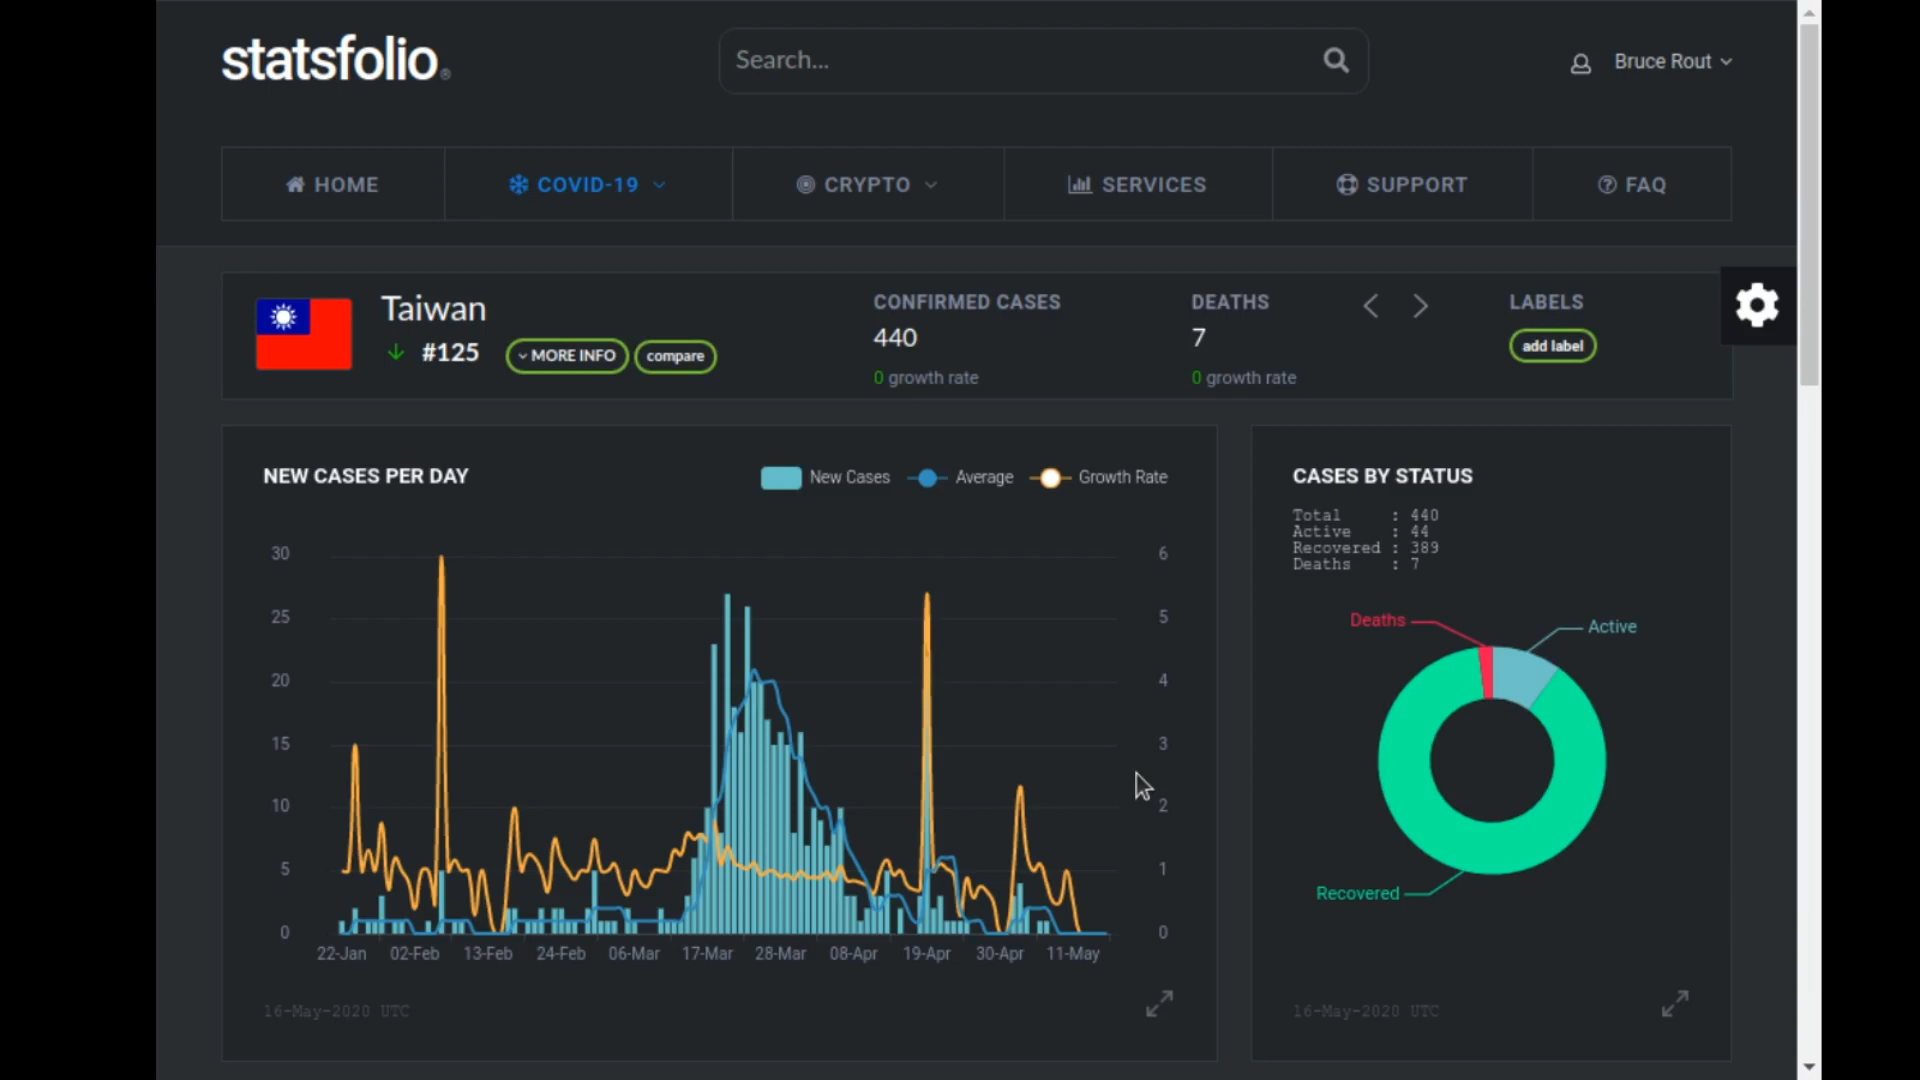 statsfolio®
Search...
Bruce Rout
HOME
COVID-19
CRYPTO
SERVICES
SUPPORT
FAQ
Taiwan
#125
MORE INFO
compare
CONFIRMED CASES
440
0 growth rate
DEATHS
7
0 growth rate
LABELS
add label
NEW CASES PER DAY
New Cases
Average
Growth Rate
30
25
20
15
10
5
0
6
5
4
3
2
1
0
22-Jan 02-Feb 13-Feb 24-Feb 06-Mar 17-Mar 28-Mar 08-Apr 19-Apr 30-Apr 11-May
16-May-2020 UTC
CASES BY STATUS
Total : 440
Active : 44
Recovered : 389
Deaths : 7
Deaths
Active
Recovered
16-May-2020 UTC